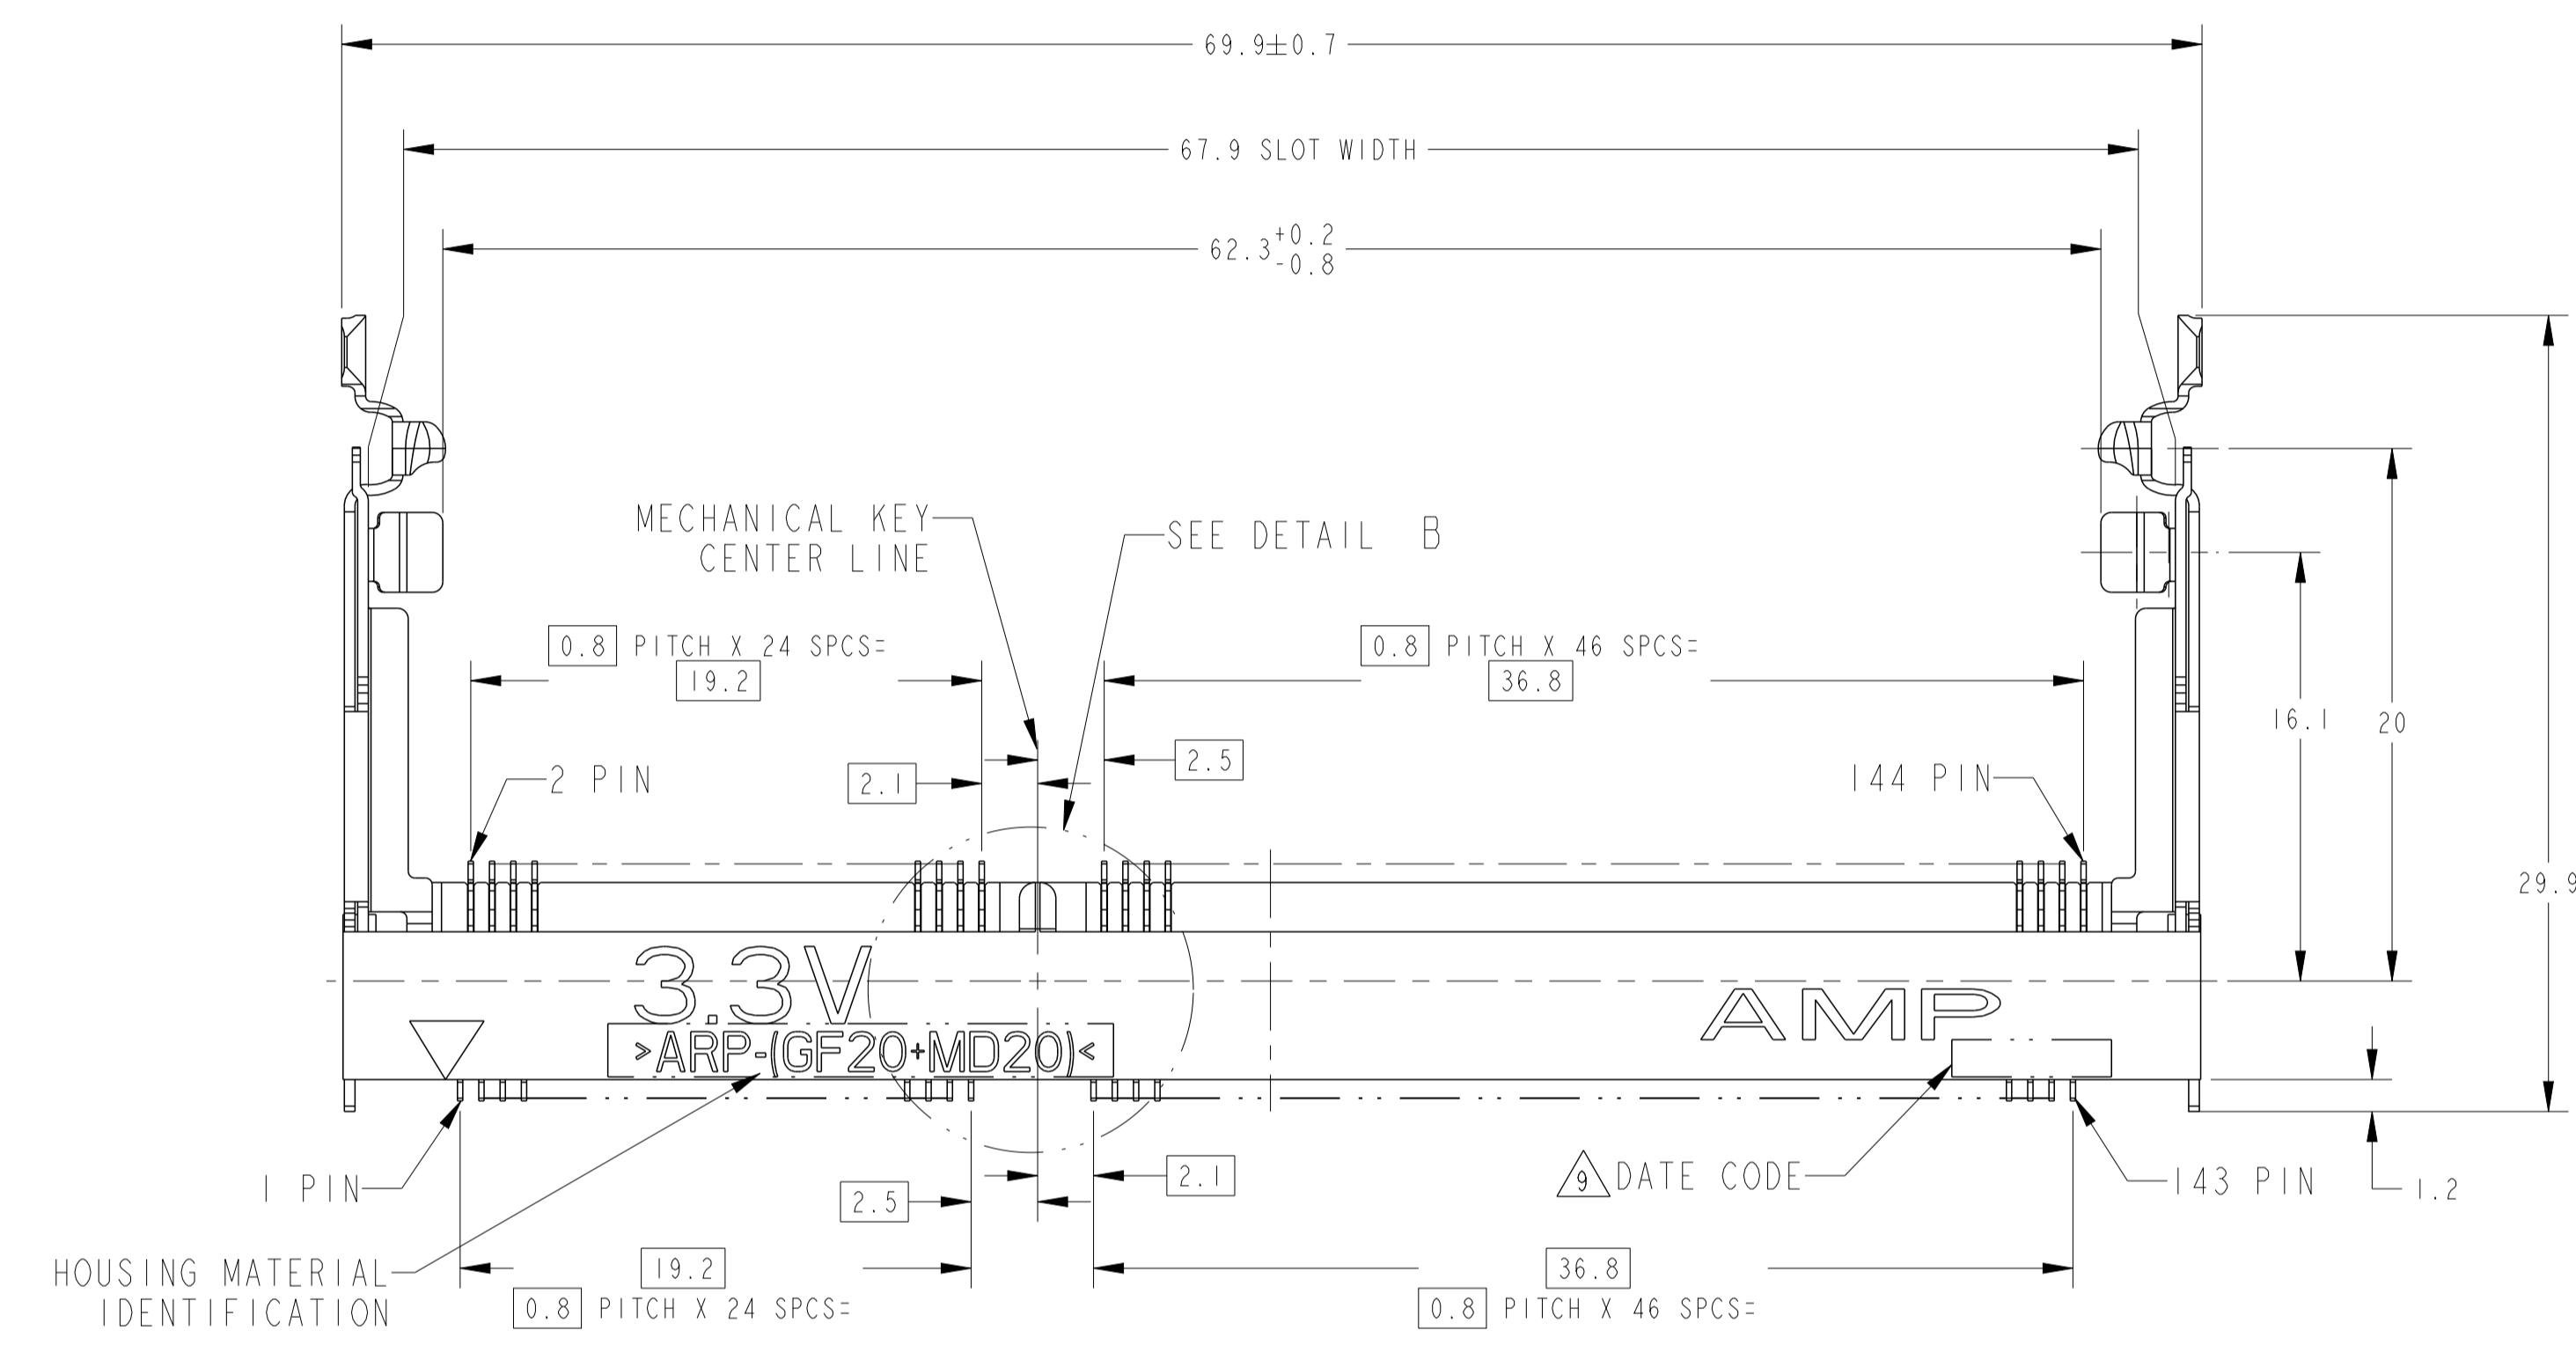 69.9±0.7
67.9 SLOT WIDTH
62.3 +0.2 -0.8
MECHANICAL KEY
CENTER LINE
SEE DETAIL B
0.8 PITCH X 24 SPCS=
19.2
0.8 PITCH X 46 SPCS=
36.8
16.1
20
2.5
2.1
2 PIN
144 PIN
29.9
3.3V
AMP
>ARP-(GF20+MD20)<
1 PIN
2.1
2.5
9 DATE CODE
143 PIN
1.2
HOUSING MATERIAL
IDENTIFICATION
19.2
0.8 PITCH X 24 SPCS=
36.8
0.8 PITCH X 46 SPCS=